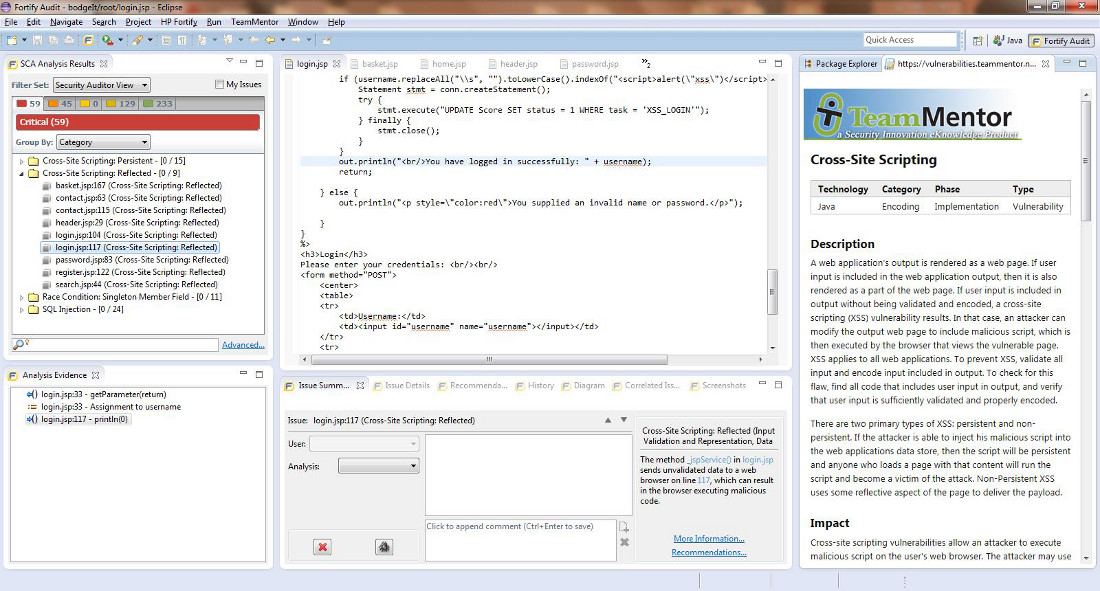 Fortify Audit - bodgeIt/root/login.jsp - Eclipse
File Edit Navigate Search Project HP Fortify Run TeamMentor Window Help
Quick Access Java Fortify Audit
SCA Analysis Results
Filter Set: Security Auditor View My Issues
59 45 0 129 233
Critical (59)
Group By: Category
Cross-Site Scripting: Persistent - [0 / 15]
Cross-Site Scripting: Reflected - [0 / 9]
basket.jsp:167 (Cross-Site Scripting: Reflected)
contact.jsp:63 (Cross-Site Scripting: Reflected)
contact.jsp:115 (Cross-Site Scripting: Reflected)
header.jsp:29 (Cross-Site Scripting: Reflected)
login.jsp:104 (Cross-Site Scripting: Reflected)
login.jsp:117 (Cross-Site Scripting: Reflected)
password.jsp:83 (Cross-Site Scripting: Reflected)
register.jsp:122 (Cross-Site Scripting: Reflected)
search.jsp:44 (Cross-Site Scripting: Reflected)
Race Condition: Singleton Member Field - [0 / 11]
SQL Injection - [0 / 24]
Advanced...
Analysis Evidence
login.jsp:33 - getParameter(return)
login.jsp:33 - Assignment to username
login.jsp:117 - println(0)
login.jsp basket.jsp home.jsp header.jsp password.jsp »2
if (username.replaceAll("\\s", "").toLowerCase().indexOf("<script>alert(\"xss\")</script>
Statement stmt = conn.createStatement();
try {
stmt.execute("UPDATE Score SET status = 1 WHERE task = 'XSS_LOGIN'");
} finally {
stmt.close();
}
}
out.println("<br/>You have logged in successfully: " + username);
return;
} else {
out.println("<p style=\"color:red\">You supplied an invalid name or password.</p>");
}
}
%>
<h3>Login</h3>
Please enter your credentials: <br/><br/>
<form method="POST">
<center>
<table>
<tr>
<td>Username:</td>
<td><input id="username" name="username"></input></td>
</tr>
<tr>
Issue Summ... Issue Details Recommenda... History Diagram Correlated Iss... Screenshots
Issue: login.jsp:117 (Cross-Site Scripting: Reflected)
User:
Analysis:
Click to append comment (Ctrl+Enter to save)
Cross-Site Scripting: Reflected (Input
Validation and Representation, Data
The method _jspService() in login.jsp
sends unvalidated data to a web
browser on line 117, which can result
in the browser executing malicious
code.
More Information...
Recommendations...
Package Explorer https://vulnerabilities.teammentor.n...
TeamMentor
a Security Innovation eKnowledge Product
Cross-Site Scripting
Technology Category Phase Type
Java Encoding Implementation Vulnerability
Description
A web application's output is rendered as a web page. If user
input is included in the web application output, then it is also
rendered as a part of the web page. If user input is included in
output without being validated and encoded, a cross-site
scripting (XSS) vulnerability results. In that case, an attacker can
modify the output web page to include malicious script, which is
then executed by the browser that views the vulnerable page.
XSS applies to all web applications. To prevent XSS, validate all
input and encode input included in output. To check for this
flaw, find all code that includes user input in output, and verify
that user input is sufficiently validated and properly encoded.
There are two primary types of XSS: persistent and non-
persistent. If the attacker is able to inject his malicious script into
the web applications data store, then the script will be persistent
and anyone who loads a page with that content will run the
script and become a victim of the attack. Non-Persistent XSS
uses some reflective aspect of the page to deliver the payload.
Impact
Cross-site scripting vulnerabilities allow an attacker to execute
malicious script on the user's web browser. The attacker may use